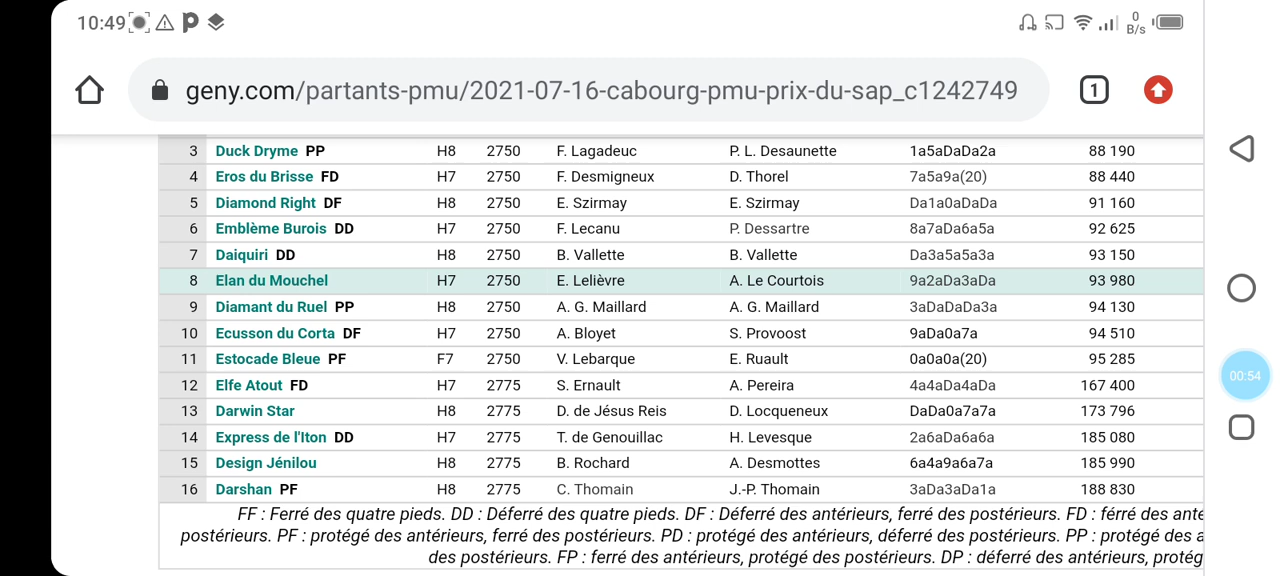 10:49
0 B/s
geny.com/partants-pmu/2021-07-16-cabourg-pmu-prix-du-sap_c1242749
1
3 Duck Dryme PP H8 2750 F. Lagadeuc P. L. Desaunette 1a5aDaDa2a 88 190
4 Eros du Brisse FD H7 2750 F. Desmigneux D. Thorel 7a5a9a(20) 88 440
5 Diamond Right DF H8 2750 E. Szirmay E. Szirmay Da1a0aDaDa 91 160
6 Emblème Burois DD H7 2750 F. Lecanu P. Dessartre 8a7aDa6a5a 92 625
7 Daiquiri DD H8 2750 B. Vallette B. Vallette Da3a5a5a3a 93 150
8 Elan du Mouchel H7 2750 E. Lelièvre A. Le Courtois 9a2aDa3aDa 93 980
9 Diamant du Ruel PP H8 2750 A. G. Maillard A. G. Maillard 3aDaDaDa3a 94 130
10 Ecusson du Corta DF H7 2750 A. Bloyet S. Provoost 9aDa0a7a 94 510
11 Estocade Bleue PF F7 2750 V. Lebarque E. Ruault 0a0a0a(20) 95 285
12 Elfe Atout FD H7 2775 S. Ernault A. Pereira 4a4aDa4aDa 167 400
13 Darwin Star H8 2775 D. de Jésus Reis D. Locqueneux DaDa0a7a7a 173 796
14 Express de l'Iton DD H7 2775 T. de Genouillac H. Levesque 2a6aDa6a6a 185 080
15 Design Jénilou H8 2775 B. Rochard A. Desmottes 6a4a9a6a7a 185 990
16 Darshan PF H8 2775 C. Thomain J.-P. Thomain 3aDa3aDa1a 188 830
FF : Ferré des quatre pieds. DD : Déferré des quatre pieds. DF : Déferré des antérieurs, ferré des postérieurs. FD : férré des anté
postérieurs. PF : protégé des antérieurs, ferré des postérieurs. PD : protégé des antérieurs, déferré des postérieurs. PP : protégé des a
des postérieurs. FP : ferré des antérieurs, protégé des postérieurs. DP : déferré des antérieurs, protég
00:54